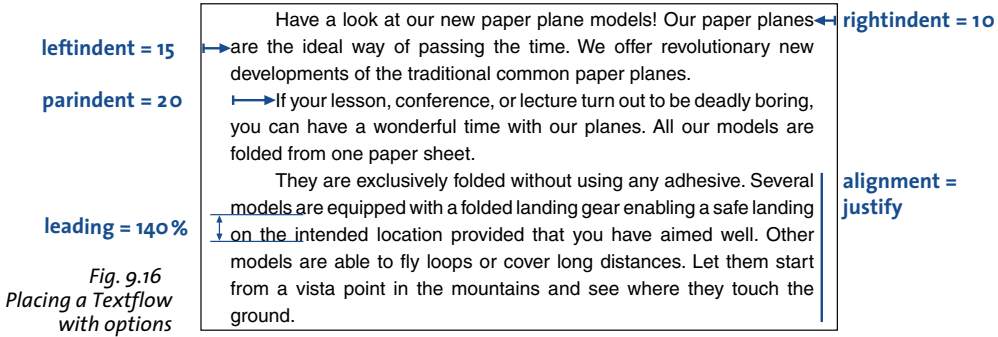 Have a look at our new paper plane models! Our paper planes
rightindent = 10
leftindent = 15
are the ideal way of passing the time. We offer revolutionary new
developments of the traditional common paper planes.
parindent = 20
If your lesson, conference, or lecture turn out to be deadly boring,
you can have a wonderful time with our planes. All our models are
folded from one paper sheet.
They are exclusively folded without using any adhesive. Several
alignment =
justify
models are equipped with a folded landing gear enabling a safe landing
leading = 140 %
on the intended location provided that you have aimed well. Other
models are able to fly loops or cover long distances. Let them start
from a vista point in the mountains and see where they touch the
ground.
Fig. 9.16
Placing a Textflow
with options